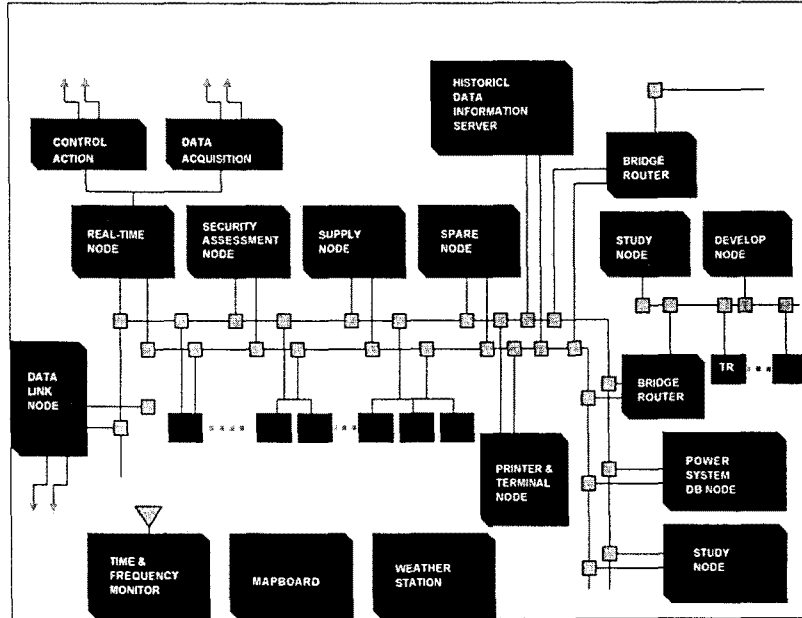 HISTORICL
DATA
INFORMATION
SERVER
CONTROL
ACTION
DATA
ACQUISITION
BRIDGE
ROUTER
REAL-TIME
NODE
SECURITY
ASSESSMENT
NODE
SUPPLY
NODE
SPARE
NODE
STUDY
NODE
DEVELOP
NODE
DATA
LINK
NODE
BRIDGE
ROUTER
TR
PRINTER &
TERMINAL
NODE
POWER
SYSTEM
DB NODE
TIME &
FREQUENCY
MONITOR
MAPBOARD
WEATHER
STATION
STUDY
NODE